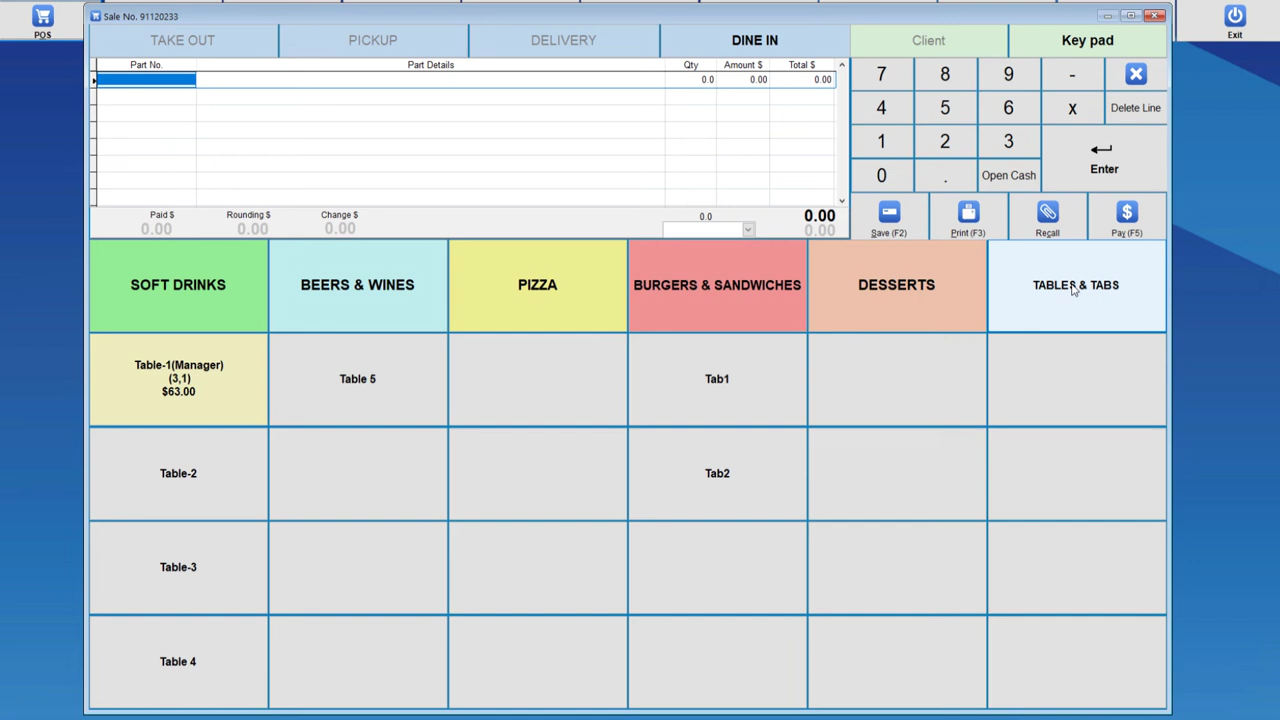 POS
Sale No. 91120233
Exit
TAKE OUT
PICKUP
DELIVERY
DINE IN
Client
Key pad
Part No.
Part Details
Qty
Amount $
Total $
0.0
0.00
0.00
7
8
9
-
4
5
6
x
Delete Line
1
2
3
Enter
0
.
Open Cash
Paid $
Rounding $
Change $
0.0
0.00
0.00
0.00
0.00
0.00
Save (F2)
Print (F3)
Recall
Pay (F5)
SOFT DRINKS
BEERS & WINES
PIZZA
BURGERS & SANDWICHES
DESSERTS
TABLES & TABS
Table-1(Manager)
(3,1)
$63.00
Table 5
Tab1
Table-2
Tab2
Table-3
Table 4